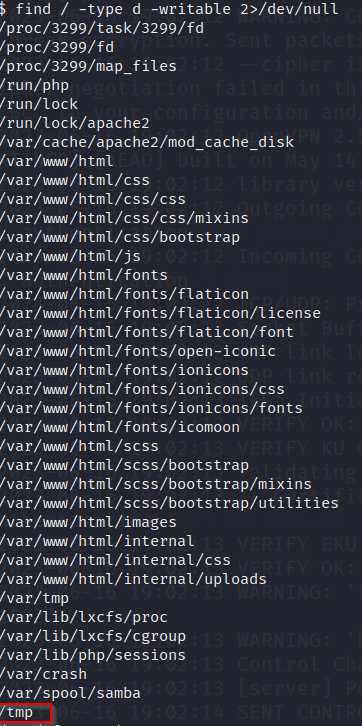 $ find / -type d -writable 2>/dev/null
/proc/3299/task/3299/fd
/proc/3299/fd
/proc/3299/map_files
/run/php
/run/lock
/run/lock/apache2
/var/cache/apache2/mod_cache_disk
/var/www/html
/var/www/html/css
/var/www/html/css/css
/var/www/html/css/css/mixins
/var/www/html/css/bootstrap
/var/www/html/js
/var/www/html/fonts
/var/www/html/fonts/flaticon
/var/www/html/fonts/flaticon/license
/var/www/html/fonts/flaticon/font
/var/www/html/fonts/open-iconic
/var/www/html/fonts/ionicons
/var/www/html/fonts/ionicons/css
/var/www/html/fonts/ionicons/fonts
/var/www/html/fonts/icomoon
/var/www/html/scss
/var/www/html/scss/bootstrap
/var/www/html/scss/bootstrap/mixins
/var/www/html/scss/bootstrap/utilities
/var/www/html/images
/var/www/html/internal
/var/www/html/internal/css
/var/www/html/internal/uploads
/var/tmp
/var/lib/lxcfs/proc
/var/lib/lxcfs/cgroup
/var/lib/php/sessions
/var/crash
/var/spool/samba
/tmp